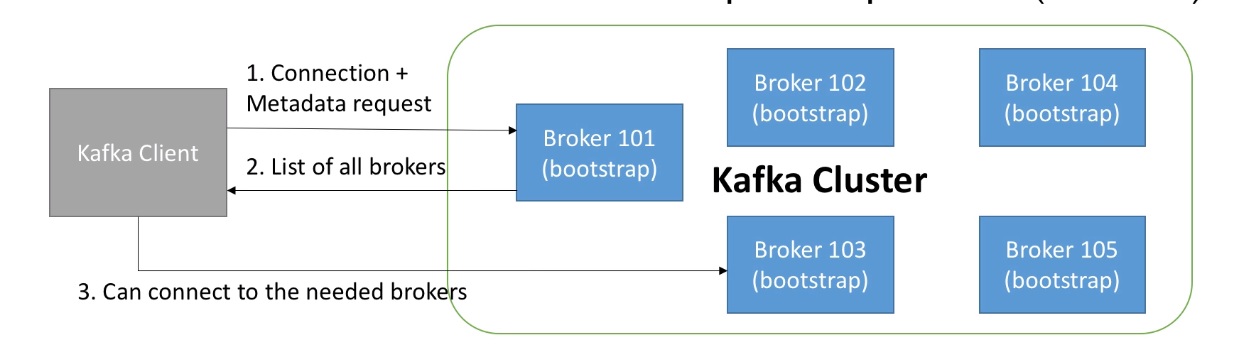 1. Connection +
Metadata request
Kafka Client
2. List of all brokers
3. Can connect to the needed brokers
Broker 101
(bootstrap)
Broker 102
(bootstrap)
Broker 104
(bootstrap)
Kafka Cluster
Broker 103
(bootstrap)
Broker 105
(bootstrap)